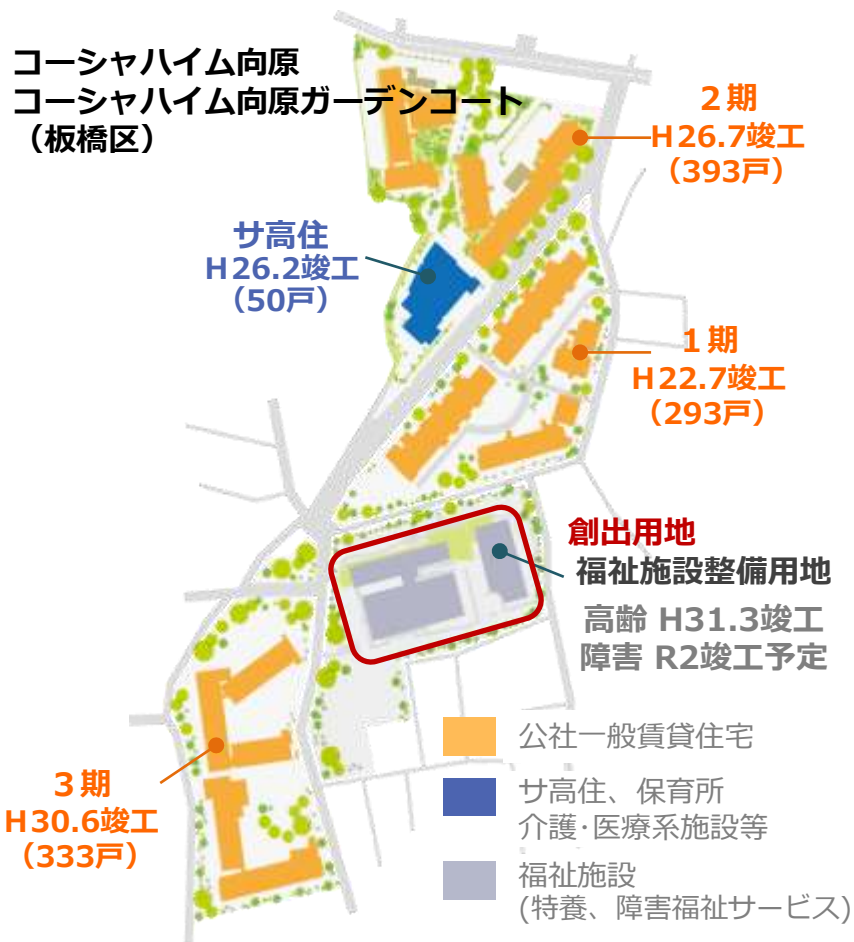 コーシャハイム向原
コーシャハイム向原ガーデンコート
（板橋区）
２期
H26.7竣工
（393戸）
サ高住
H26.2竣工
（50戸）
１期
H22.7竣工
（293戸）
創出用地
福祉施設整備用地
高齢 H31.3竣工
障害 R2竣工予定
３期
H30.6竣工
（333戸）
公社一般賃貸住宅
サ高住、保育所
介護・医療系施設等
福祉施設
(特養、障害福祉サービス)